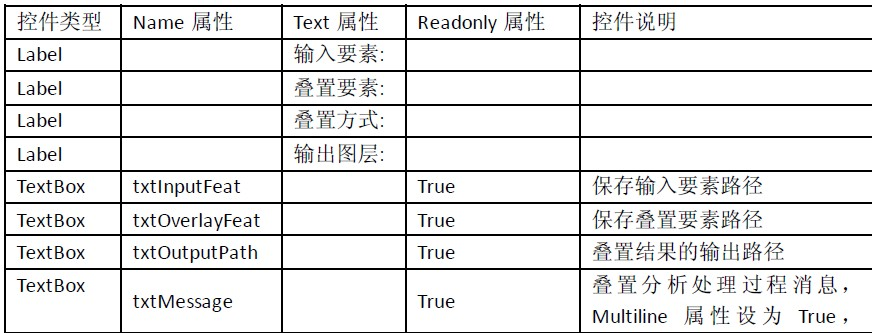 控件类型 Name 属性 Text 属性 Readonly 属性 控件说明
Label 输入要素:
Label 叠置要素:
Label 叠置方式:
Label 输出图层:
TextBox txtInputFeat True 保存输入要素路径
TextBox txtOverlayFeat True 保存叠置要素路径
TextBox txtOutputPath True 叠置结果的输出路径
TextBox txtMessage True 叠置分析处理过程消息，
Multiline 属性设为 True，